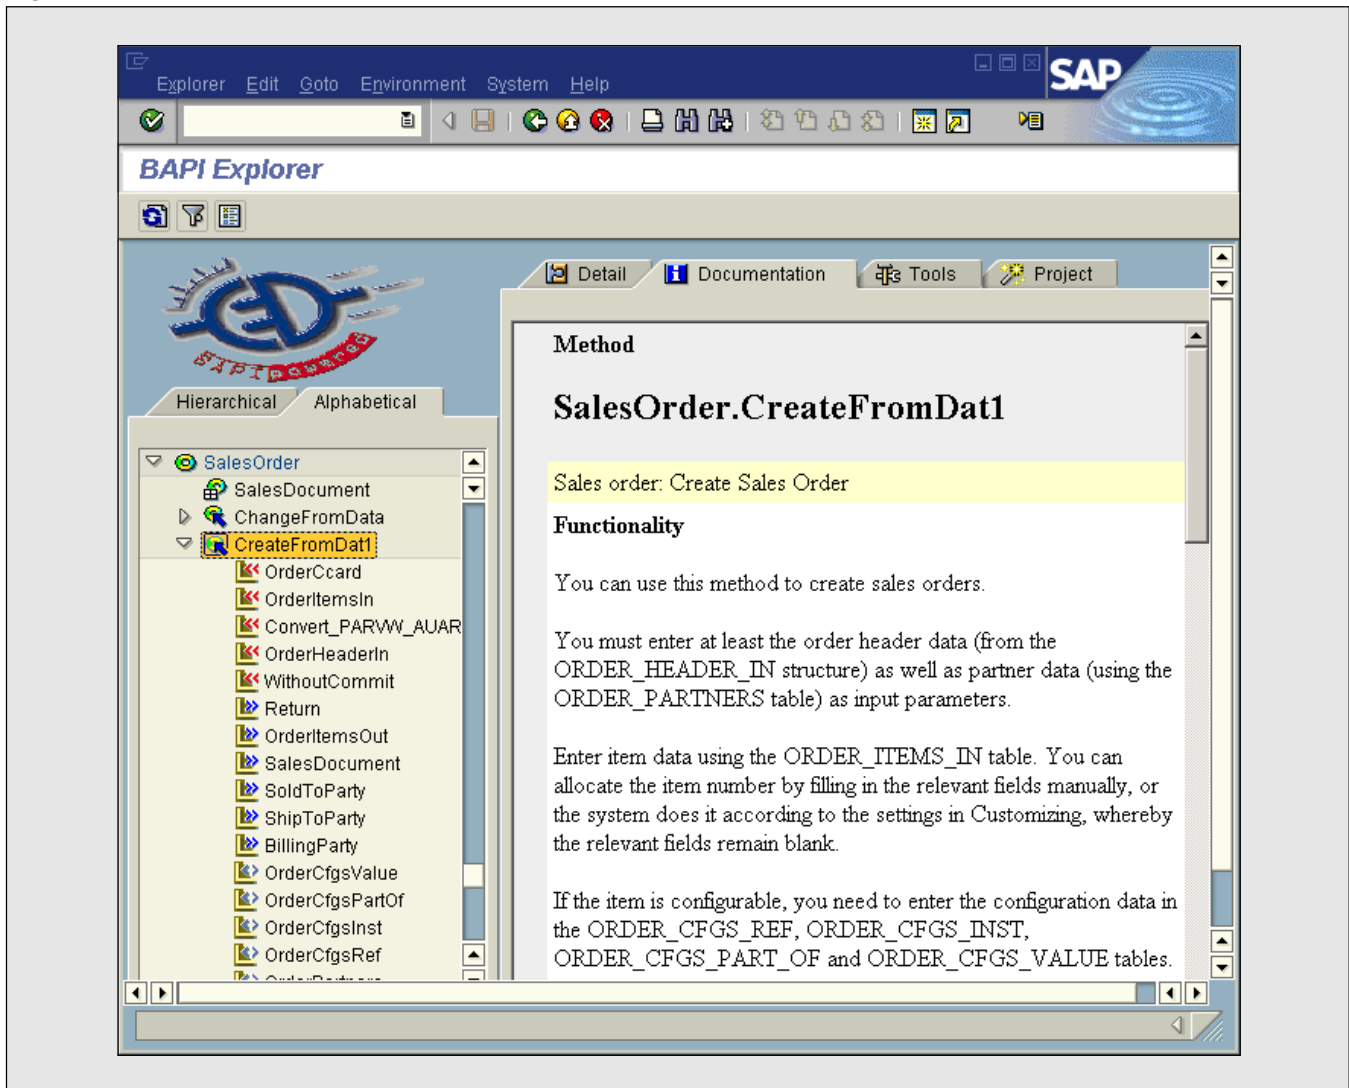 Explorer Edit Goto Environment System Help
SAP
BAPI Explorer
BAPI powered
Hierarchical Alphabetical
SalesOrder
SalesDocument
ChangeFromData
CreateFromDat1
OrderCcard
OrderItemsIn
Convert_PARVW_AUAR
OrderHeaderIn
WithoutCommit
Return
OrderItemsOut
SalesDocument
SoldToParty
ShipToParty
BillingParty
OrderCfgsValue
OrderCfgsPartOf
OrderCfgsInst
OrderCfgsRef
Detail Documentation Tools Project
Method
SalesOrder.CreateFromDat1
Sales order: Create Sales Order
Functionality
You can use this method to create sales orders.
You must enter at least the order header data (from the
ORDER_HEADER_IN structure) as well as partner data (using the
ORDER_PARTNERS table) as input parameters.
Enter item data using the ORDER_ITEMS_IN table. You can
allocate the item number by filling in the relevant fields manually, or
the system does it according to the settings in Customizing, whereby
the relevant fields remain blank.
If the item is configurable, you need to enter the configuration data in
the ORDER_CFGS_REF, ORDER_CFGS_INST,
ORDER_CFGS_PART_OF and ORDER_CFGS_VALUE tables.